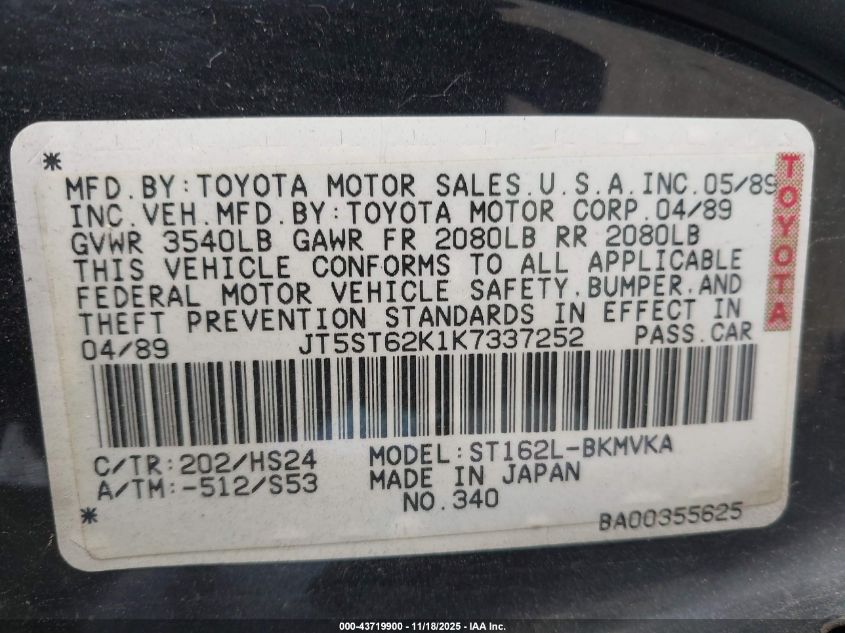 *
MFD.BY:TOYOTA MOTOR SALES.U.S.A.INC.05/89
INC.VEH.MFD.BY:TOYOTA MOTOR CORP.04/89
GVWR 3540LB GAWR FR 2080LB RR 2080LB
THIS VEHICLE CONFORMS TO ALL APPLICABLE
FEDERAL MOTOR VEHICLE SAFETY,BUMPER,AND
THEFT PREVENTION STANDARDS IN EFFECT IN
04/89 JT5ST62K1K7337252 PASS.CAR
TOYOTA
C/TR:202/HS24 MODEL:ST162L-BKMVKA
A/TM:-512/S53 MADE IN JAPAN
NO.340
* BA00355625
000-43719900 - 11/18/2025 - IAA Inc.